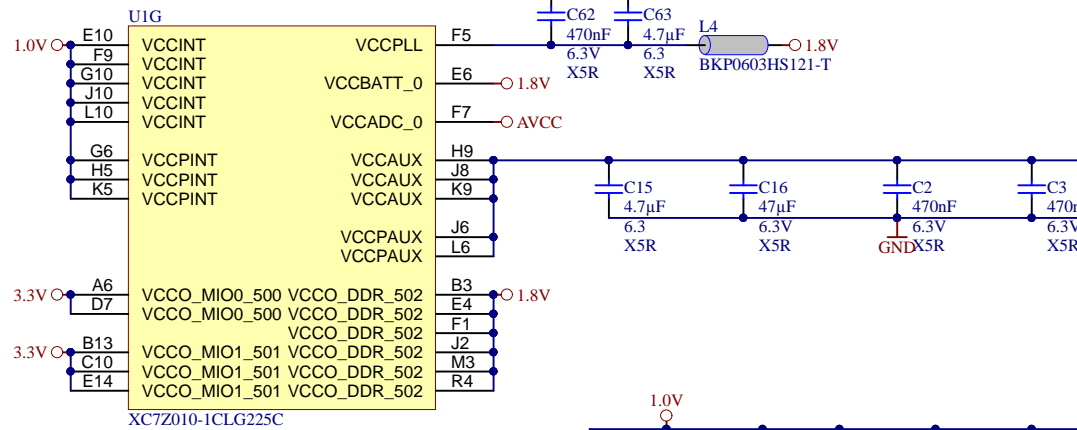 U1G
1.0V
E10 VCCINT
F9 VCCINT
G10 VCCINT
J10 VCCINT
L10 VCCINT
G6 VCCPINT
H5 VCCPINT
K5 VCCPINT
3.3V
A6 VCCO_MIO0_500
D7 VCCO_MIO0_500
3.3V
B13 VCCO_MIO1_501
C10 VCCO_MIO1_501
E14 VCCO_MIO1_501
VCCPLL F5
VCCBATT_0 E6 1.8V
VCCADC_0 F7 AVCC
VCCAUX H9
VCCAUX J8
VCCAUX K9
VCCPAUX J6
VCCPAUX L6
VCCO_DDR_502 B3 1.8V
VCCO_DDR_502 E4
VCCO_DDR_502 F1
VCCO_DDR_502 J2
VCCO_DDR_502 M3
VCCO_DDR_502 R4
XC7Z010-1CLG225C
C62
470nF
6.3V
X5R
C63
4.7µF
6.3
X5R
L4
1.8V
BKP0603HS121-T
C15
4.7µF
6.3
X5R
C16
47µF
6.3V
X5R
C2
470nF
6.3V
X5R
GND
C3
470n
6.3V
X5R
1.0V